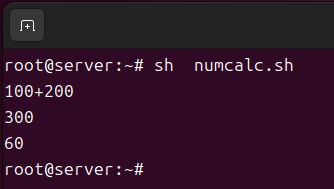 root@server:~# sh  numcalc.sh
100+200
300
60
root@server:~#